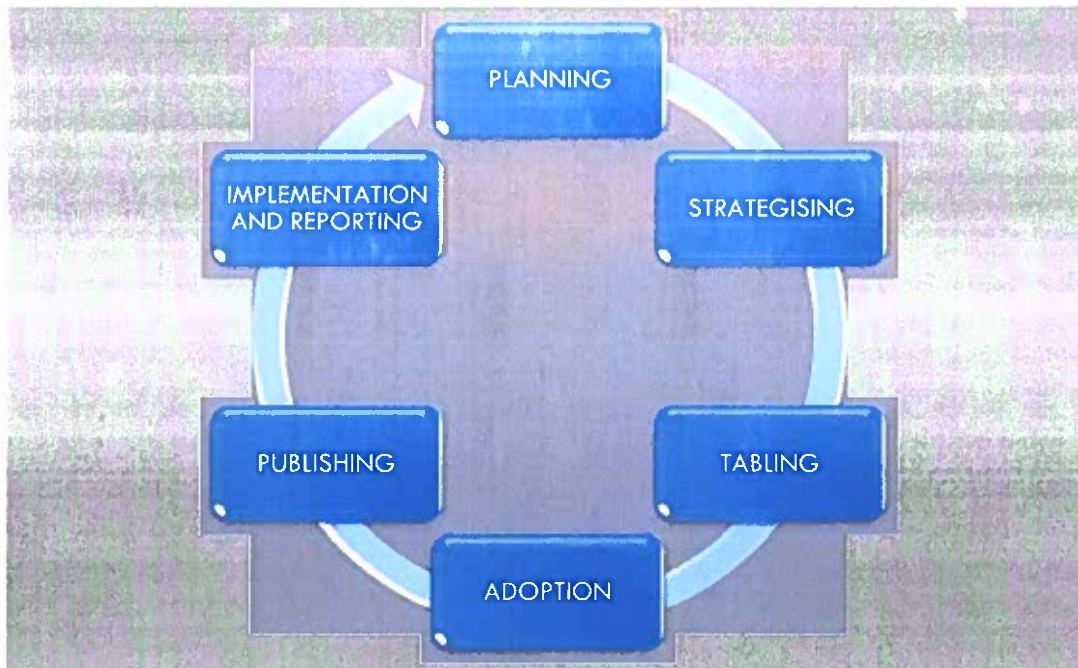 PLANNING
STRATEGISING
TABLING
ADOPTION
PUBLISHING
IMPLEMENTATION
AND REPORTING